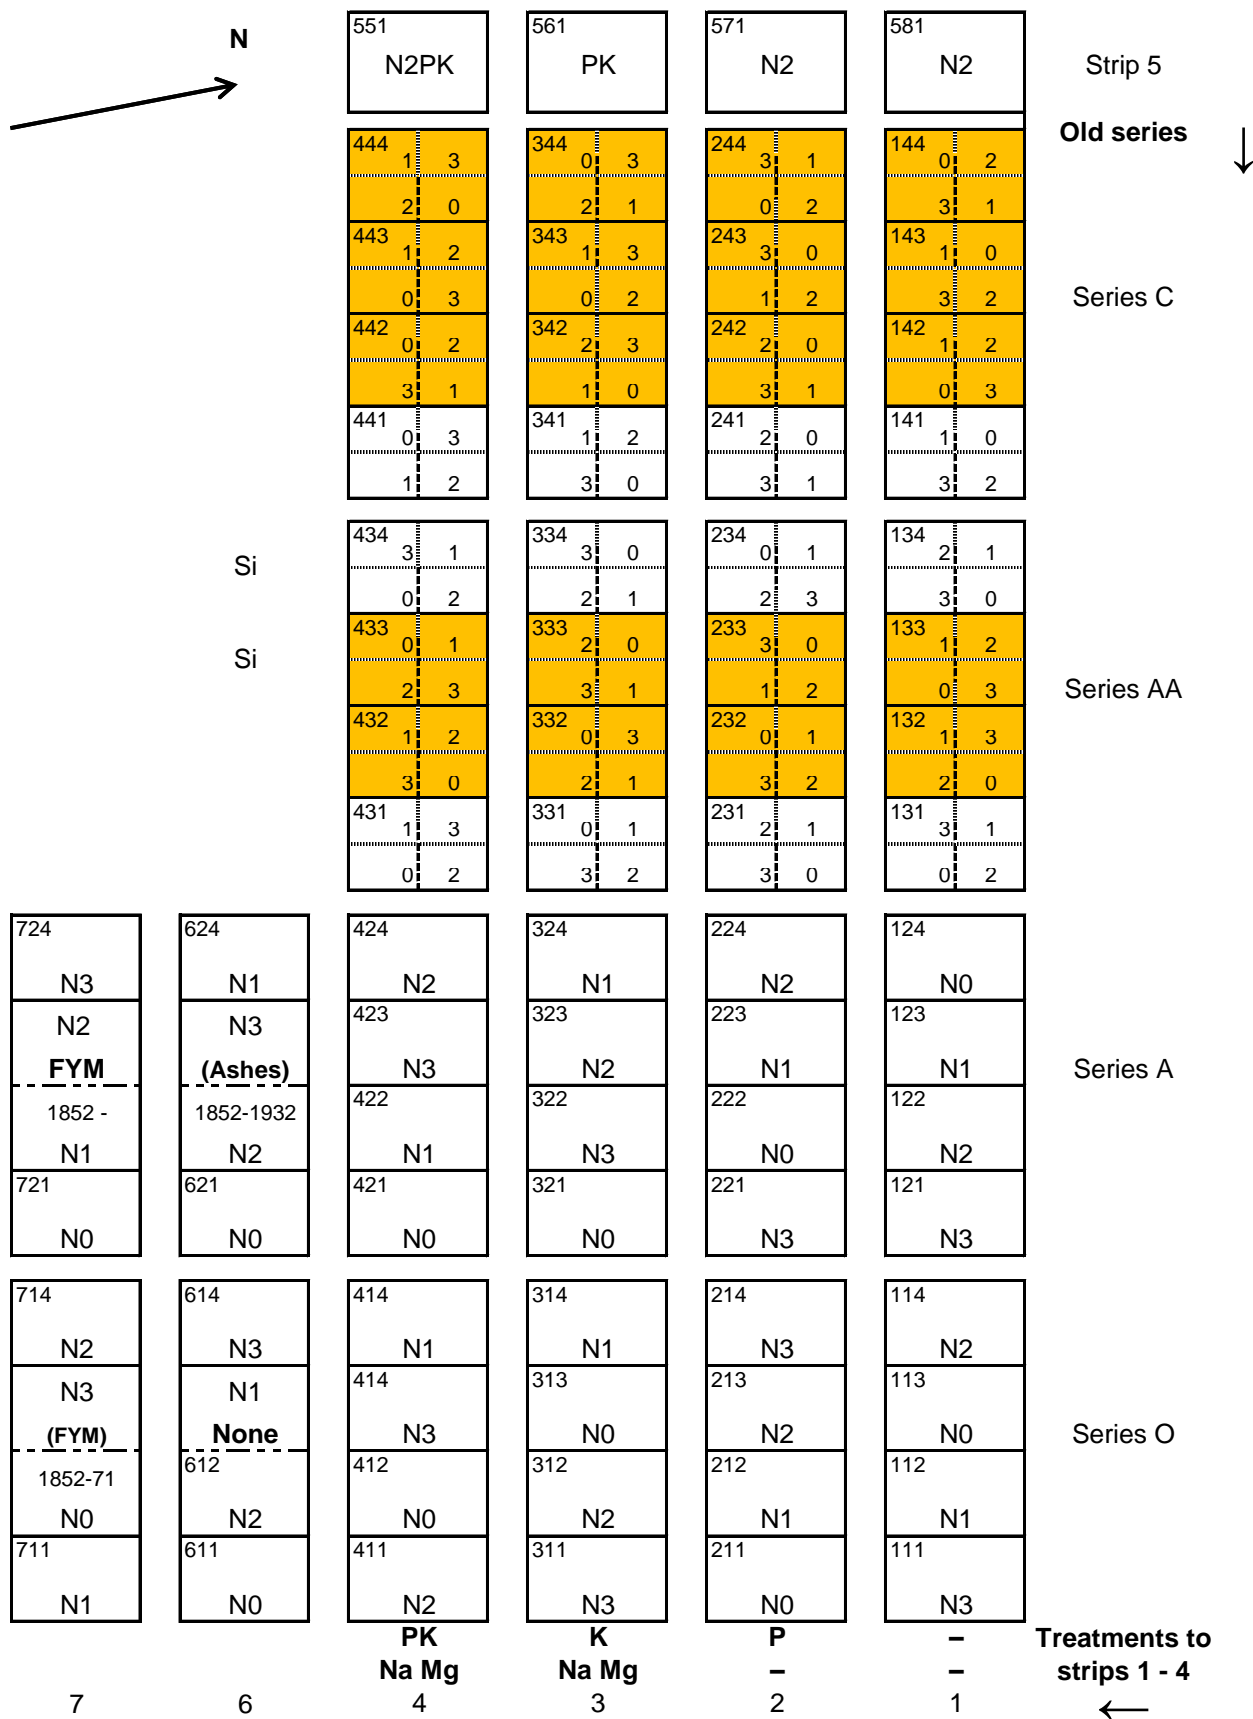 N
551 561 571 581
N2PK PK N2 N2 Strip 5
Old series ↓
444 344 244 144
1 3 0 3 3 1 0 2
2 0 2 1 0 2 3 1
443 343 243 143
1 2 1 3 3 0 1 0
0 3 0 2 1 2 3 2 Series C
442 342 242 142
0 2 2 3 2 0 1 2
3 1 1 0 3 1 0 3
441 341 241 141
0 3 1 2 2 0 1 0
1 2 3 0 3 1 3 2
434 334 234 134
3 1 3 0 0 1 2 1
Si
0 2 2 1 2 3 3 0
433 333 233 133
0 1 2 0 3 0 1 2
Si
2 3 3 1 1 2 0 3 Series AA
432 332 232 132
1 2 0 3 0 1 1 3
3 0 2 1 3 2 2 0
431 331 231 131
1 3 0 1 2 1 3 1
0 2 3 2 3 0 0 2
724 624 424 324 224 124
N3 N1 N2 N1 N2 N0
423 323 223 123
N2 N3
FYM (Ashes) N3 N2 N1 N1 Series A
422 322 222 122
1852 - 1852-1932
N1 N2 N1 N3 N0 N2
721 621 421 321 221 121
N0 N0 N0 N0 N3 N3
714 614 414 314 214 114
N2 N3 N1 N1 N3 N2
414 313 213 113
N3 N1
(FYM) None N3 N0 N2 N0 Series O
612 412 312 212 112
1852-71
N0 N2 N0 N2 N1 N1
711 611 411 311 211 111
N1 N0 N2 N3 N0 N3
PK K P – Treatments to
Na Mg Na Mg – – strips 1 - 4
7 6 4 3 2 1 ←